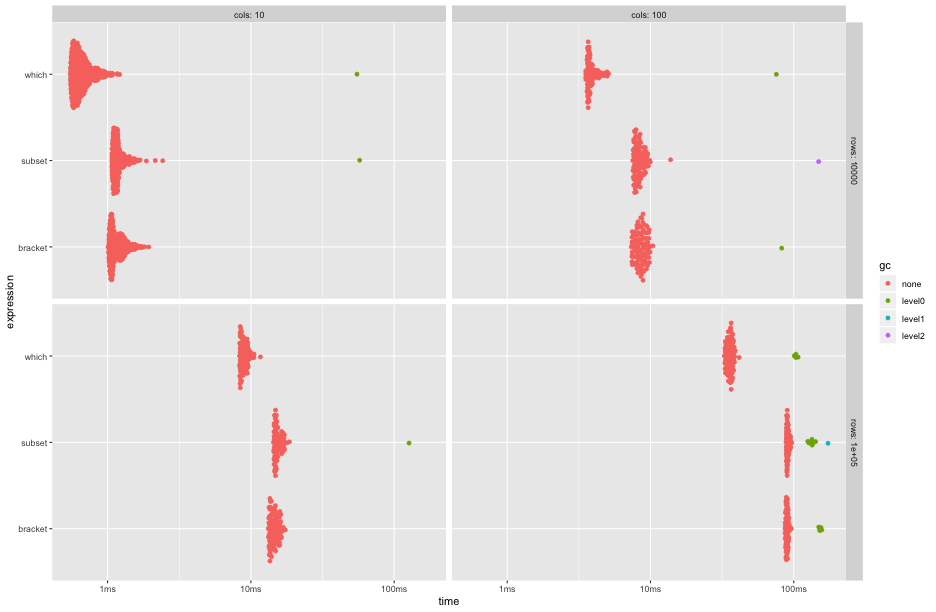 cols: 10
cols: 100
which
subset
bracket
rows: 10000
which
subset
bracket
rows: 1e+05
expression
1ms
10ms
100ms
1ms
10ms
100ms
time
gc
none
level0
level1
level2